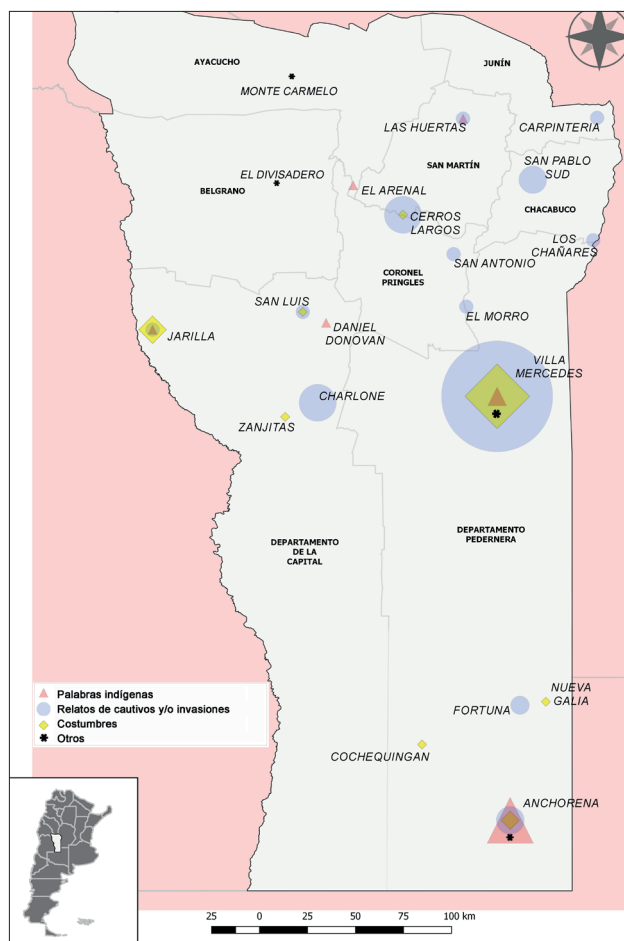 AYACUCHO
JUNÍN
MONTE CARMELO
LAS HUERTAS
CARPINTERIA
SAN MARTÍN
SAN PABLO
SUD
EL DIVISADERO
BELGRANO
EL ARENAL
CHACABUCO
CERROS
LARGOS
LOS
CHAÑARES
SAN ANTONIO
CORONEL
PRINGLES
SAN LUIS
EL MORRO
DANIEL
DONOVAN
JARILLA
VILLA
MERCEDES
CHARLONE
ZANJITAS
DEPARTAMENTO
DE LA
CAPITAL
DEPARTAMENTO
PEDERNERA
Palabras indígenas
Relatos de cautivos y/o invasiones
Costumbres
Otros
NUEVA
GALIA
FORTUNA
COCHEQUINGAN
ANCHORENA
25 0 25 50 75 100 km